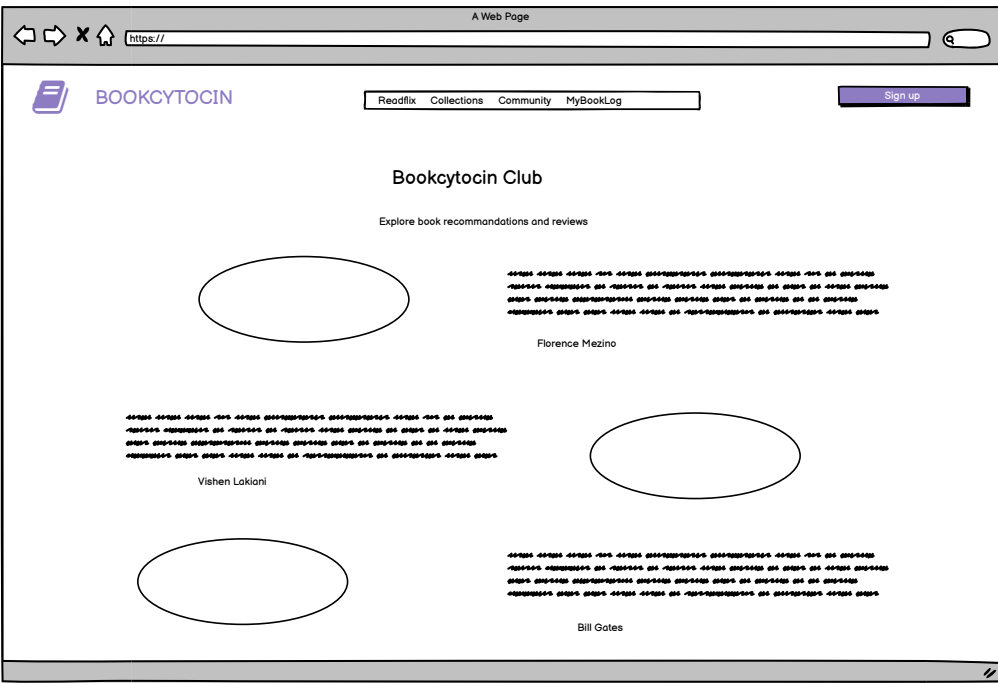 A Web Page
https://
BOOKCYTOCIN
Readflix Collections Community MyBookLog
Sign up
Bookcytocin Club
Explore book recommandations and reviews
Florence Mezino
Vishen Lakiani
Bill Gates